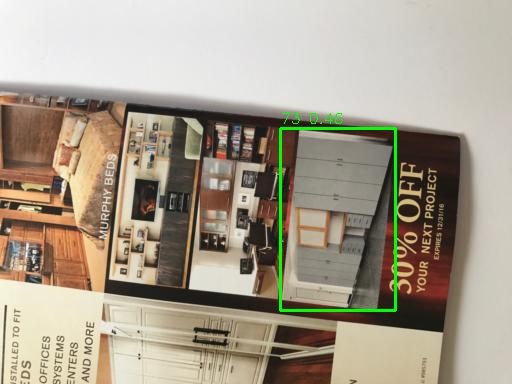 73 0.46
MURPHY BEDS
30% OFF
YOUR NEXT PROJECT
EXPIRES 12/31/16
STALLED TO FIT
EDS
OFFICES
SYSTEMS
ENTERS
AND MORE